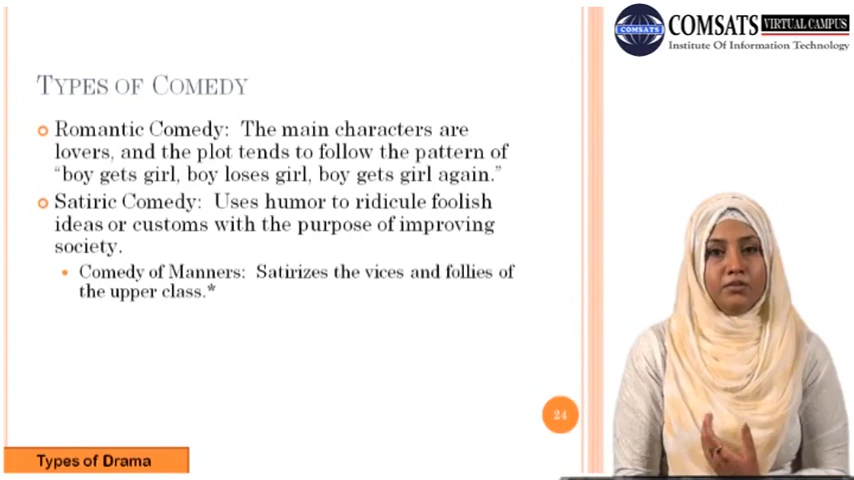 COMSATS VIRTUAL CAMPUS
COMSATS
Institute Of Information Technology
TYPES OF COMEDY
Romantic Comedy: The main characters are
lovers, and the plot tends to follow the pattern of
“boy gets girl, boy loses girl, boy gets girl again.”
Satiric Comedy: Uses humor to ridicule foolish
ideas or customs with the purpose of improving
society.
Comedy of Manners: Satirizes the vices and follies of
the upper class.*
24
Types of Drama